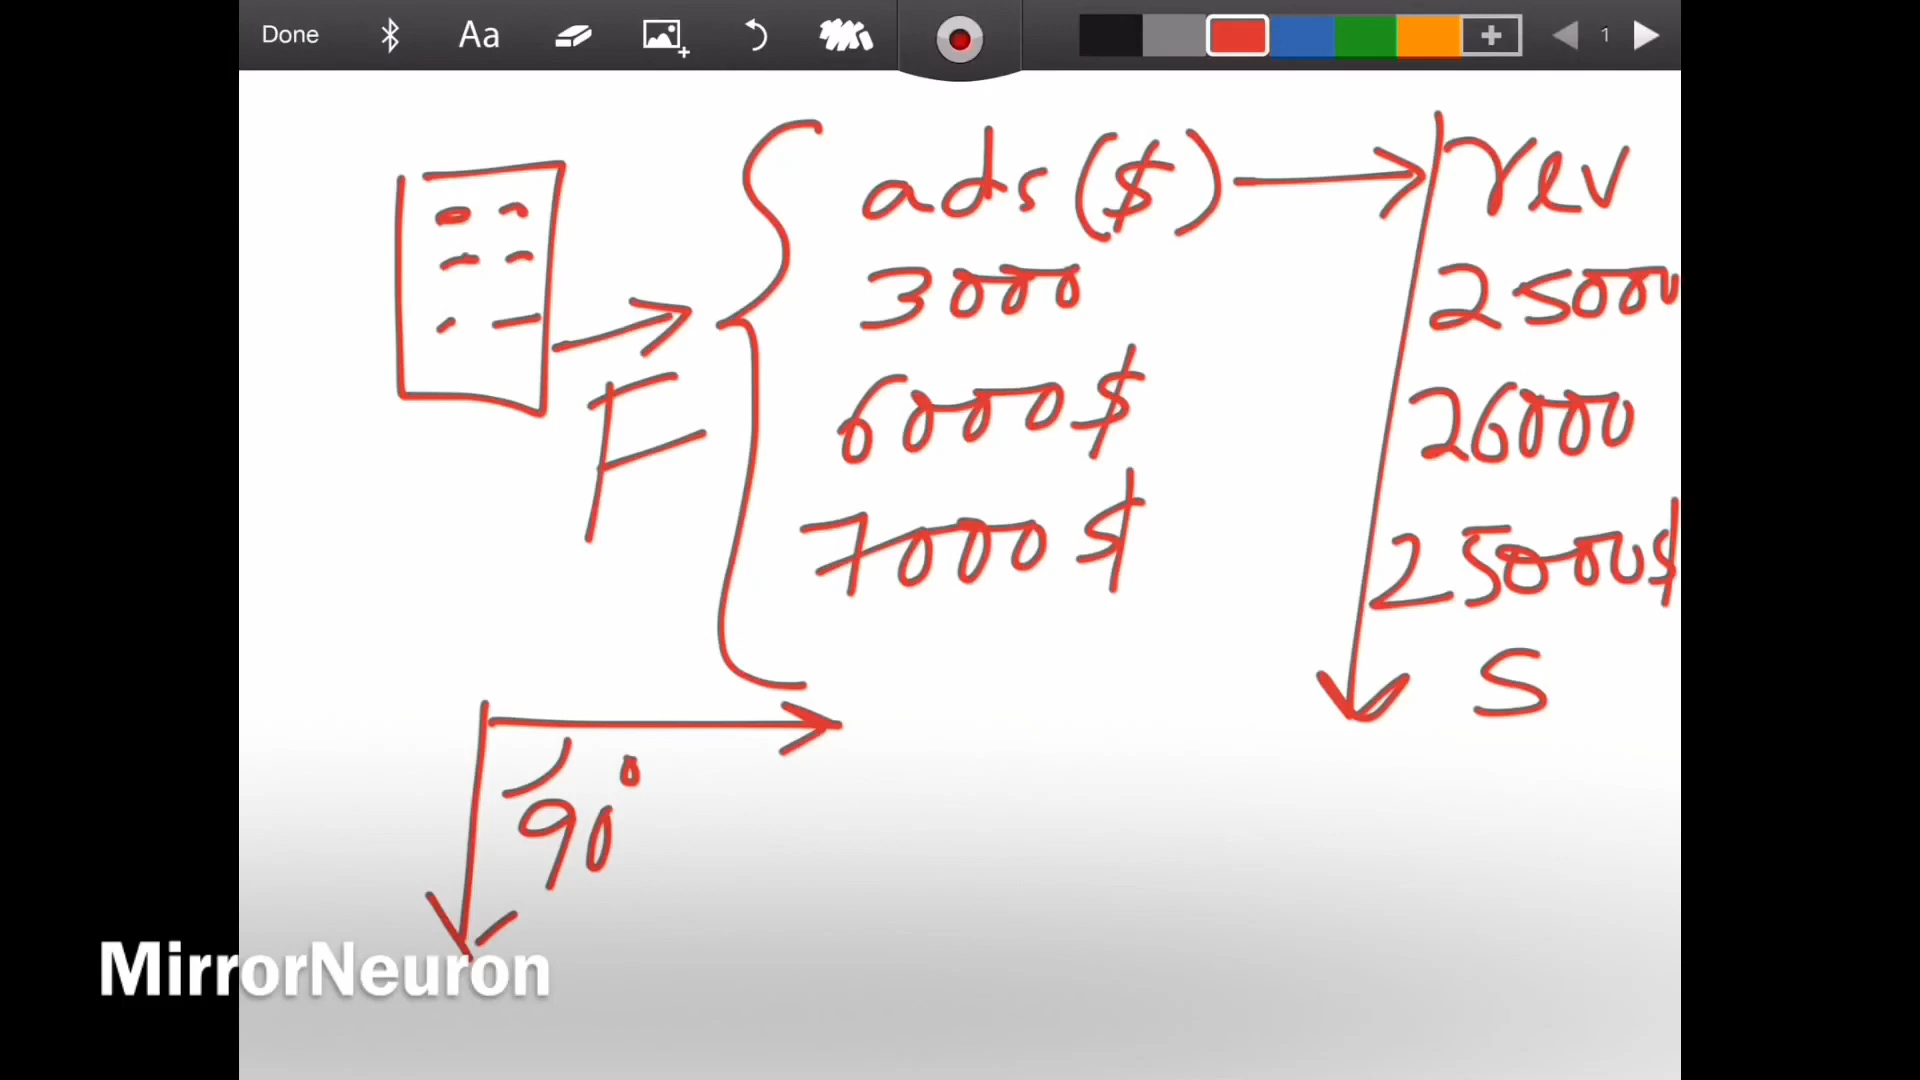 Done Aa 1
ads ($) rev
3000 25000
6000$ 26000
F
7000$ 25000$
S
90°
MirrorNeuron